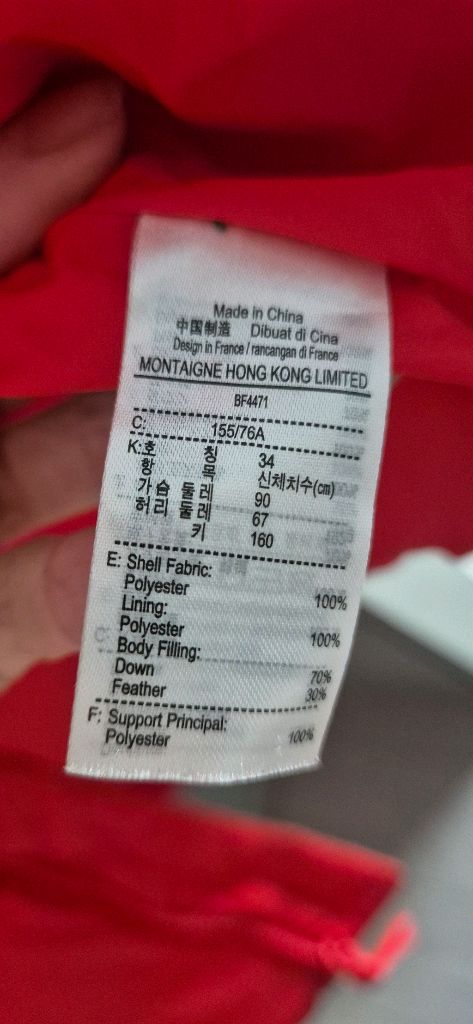 Made in China
中国制造 Dibuat di Cina
Design in France / rancangan di France
MONTAIGNE HONG KONG LIMITED
BF4471
C: 155/76A
K: 호 칭 34
항 목 신체치수(cm)
가슴 둘레 90
허리 둘레 67
키 160
E: Shell Fabric:
Polyester 100%
Lining:
Polyester 100%
Body Filling:
Down 70%
Feather 30%
F: Support Principal:
Polyester 100%